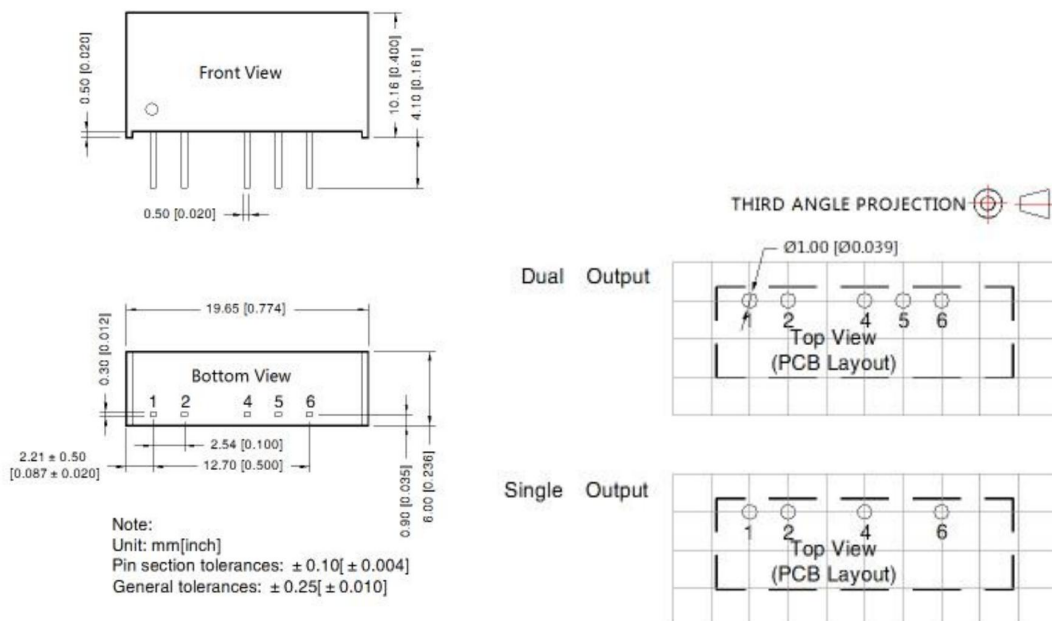 0.50 [0.020]
Front View
10.16 [0.400]
4.10 [0.161]
0.50 [0.020]
19.65 [0.774]
0.30 [0.012]
Bottom View
1 2 4 5 6
2.54 [0.100]
12.70 [0.500]
2.21 ± 0.50
[0.087 ± 0.020]
0.90 [0.035]
6.00 [0.236]
Note:
Unit: mm[inch]
Pin section tolerances: ± 0.10[ ± 0.004]
General tolerances: ± 0.25[ ± 0.010]
THIRD ANGLE PROJECTION
Ø1.00 [Ø0.039]
Dual Output
1 2 4 5 6
Top View
(PCB Layout)
Single Output
1 2 4 6
Top View
(PCB Layout)